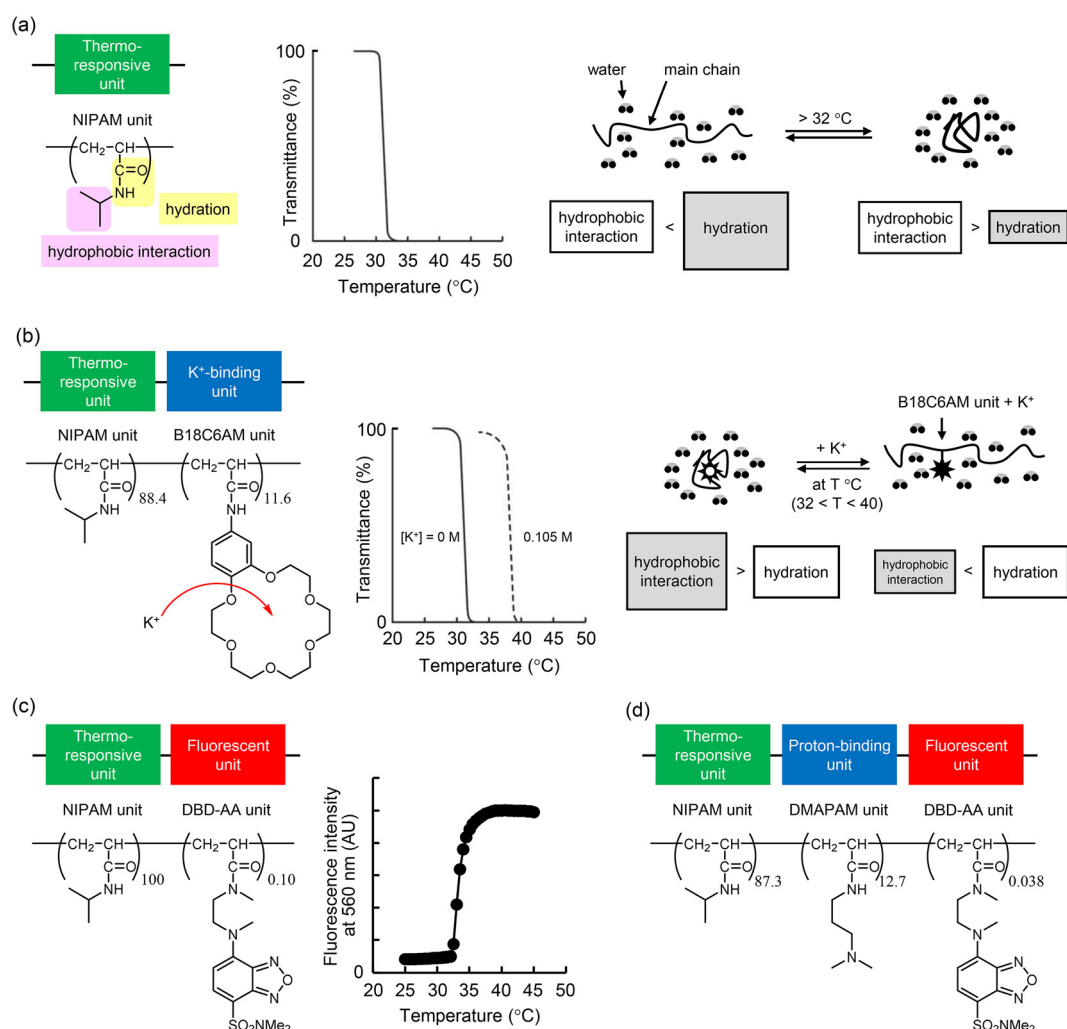 (a)
Thermo-
responsive
unit
NIPAM unit
CH₂-CH
C=O
NH
hydration
hydrophobic interaction
Transmittance (%)
100
0
20 25 30 35 40 45 50
Temperature (°C)
water
main chain
> 32 °C
hydrophobic
interaction
<
hydration
hydrophobic
interaction
>
hydration
(b)
Thermo-
responsive
unit
K⁺-binding
unit
NIPAM unit
B18C6AM unit
CH₂-CH
C=O
NH
88.4
CH₂-CH
C=O
NH
11.6
O
O
O
O
O
O
K⁺
Transmittance (%)
100
0
[K⁺] = 0 M
0.105 M
20 25 30 35 40 45 50
Temperature (°C)
B18C6AM unit + K⁺
+ K⁺
at T °C
(32 < T < 40)
hydrophobic
interaction
>
hydration
hydrophobic
interaction
<
hydration
(c)
Thermo-
responsive
unit
Fluorescent
unit
NIPAM unit
DBD-AA unit
CH₂-CH
C=O
NH
100
CH₂-CH
C=O
N
0.10
N
N
O
N
SO₂NMe₂
Fluorescence intensity
at 560 nm (AU)
0
20 25 30 35 40 45 50
Temperature (°C)
(d)
Thermo-
responsive
unit
Proton-binding
unit
Fluorescent
unit
NIPAM unit
DMAPAM unit
DBD-AA unit
CH₂-CH
C=O
NH
87.3
CH₂-CH
C=O
NH
12.7
N
CH₂-CH
C=O
N
0.038
N
N
O
N
SO₂NMe₂